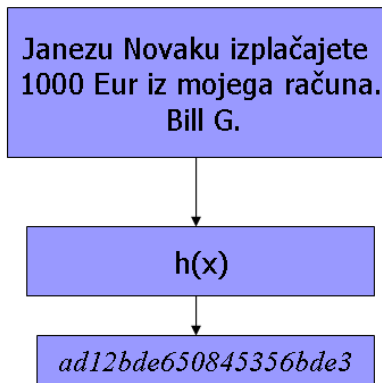 Janezu Novaku izplačajete
1000 Eur iz mojega računa.
Bill G.
h(x)
ad12bde650845356bde3